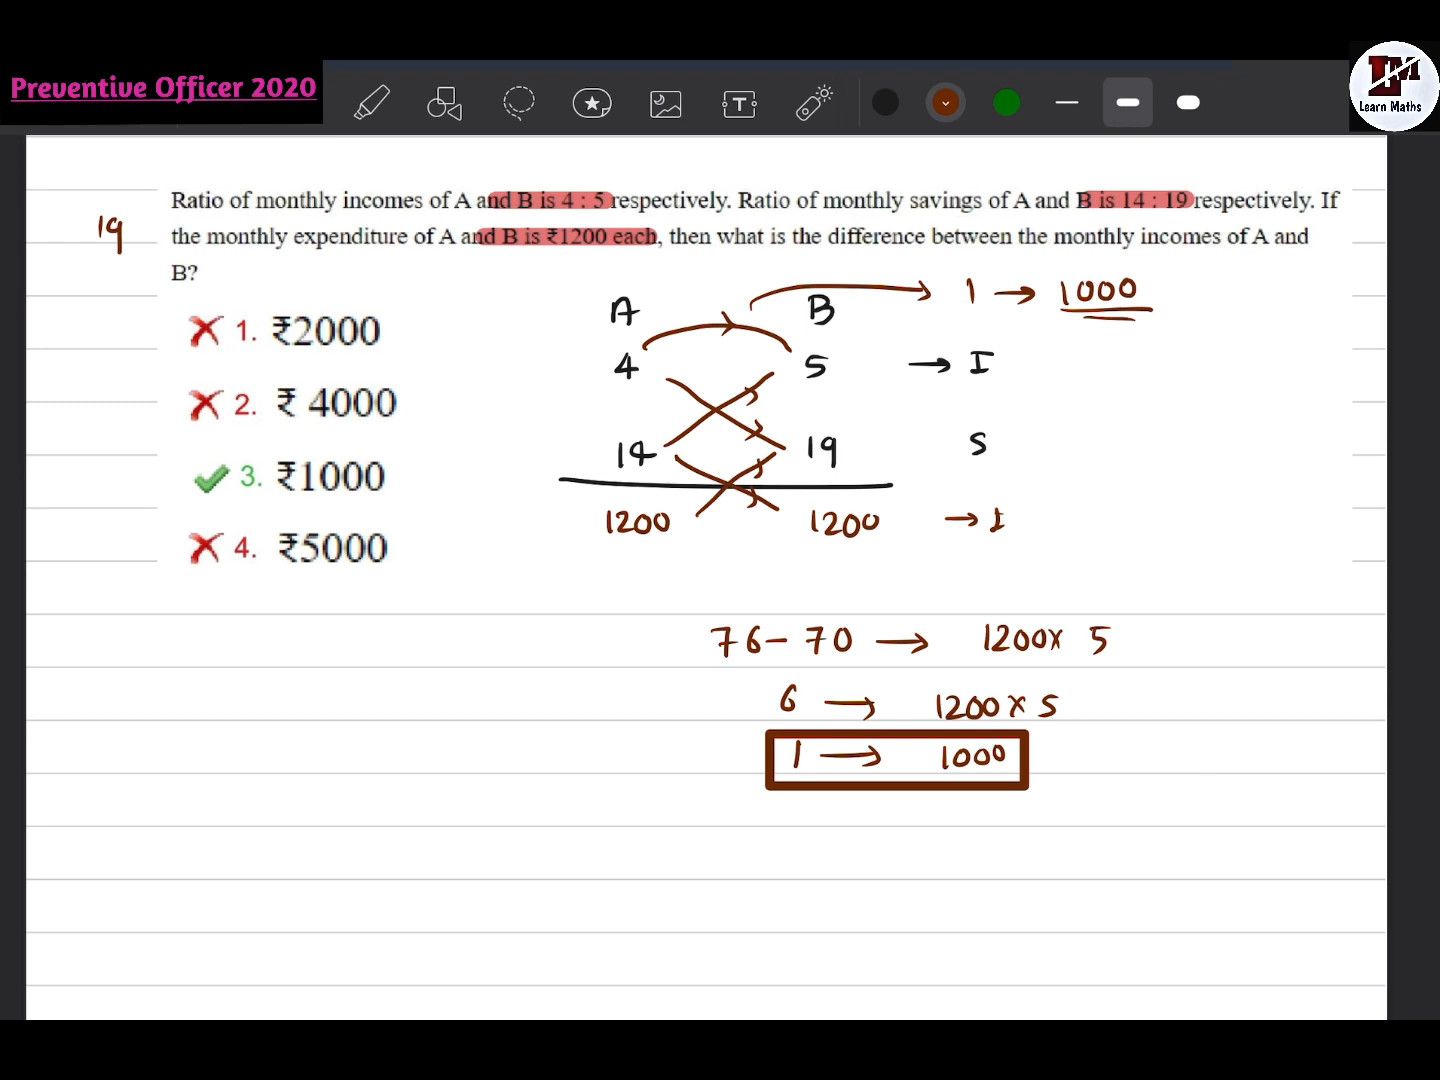 Preventive Officer 2020
Learn Maths
19
Ratio of monthly incomes of A and B is 4 : 5 respectively. Ratio of monthly savings of A and B is 14 : 19 respectively. If
the monthly expenditure of A and B is ₹1200 each, then what is the difference between the monthly incomes of A and
B?
1. ₹2000
2. ₹ 4000
3. ₹1000
4. ₹5000
A B 1 → 1000
4 5 → I
14 19 S
1200 1200 → I
76 - 70 → 1200 x 5
6 → 1200 x 5
1 → 1000